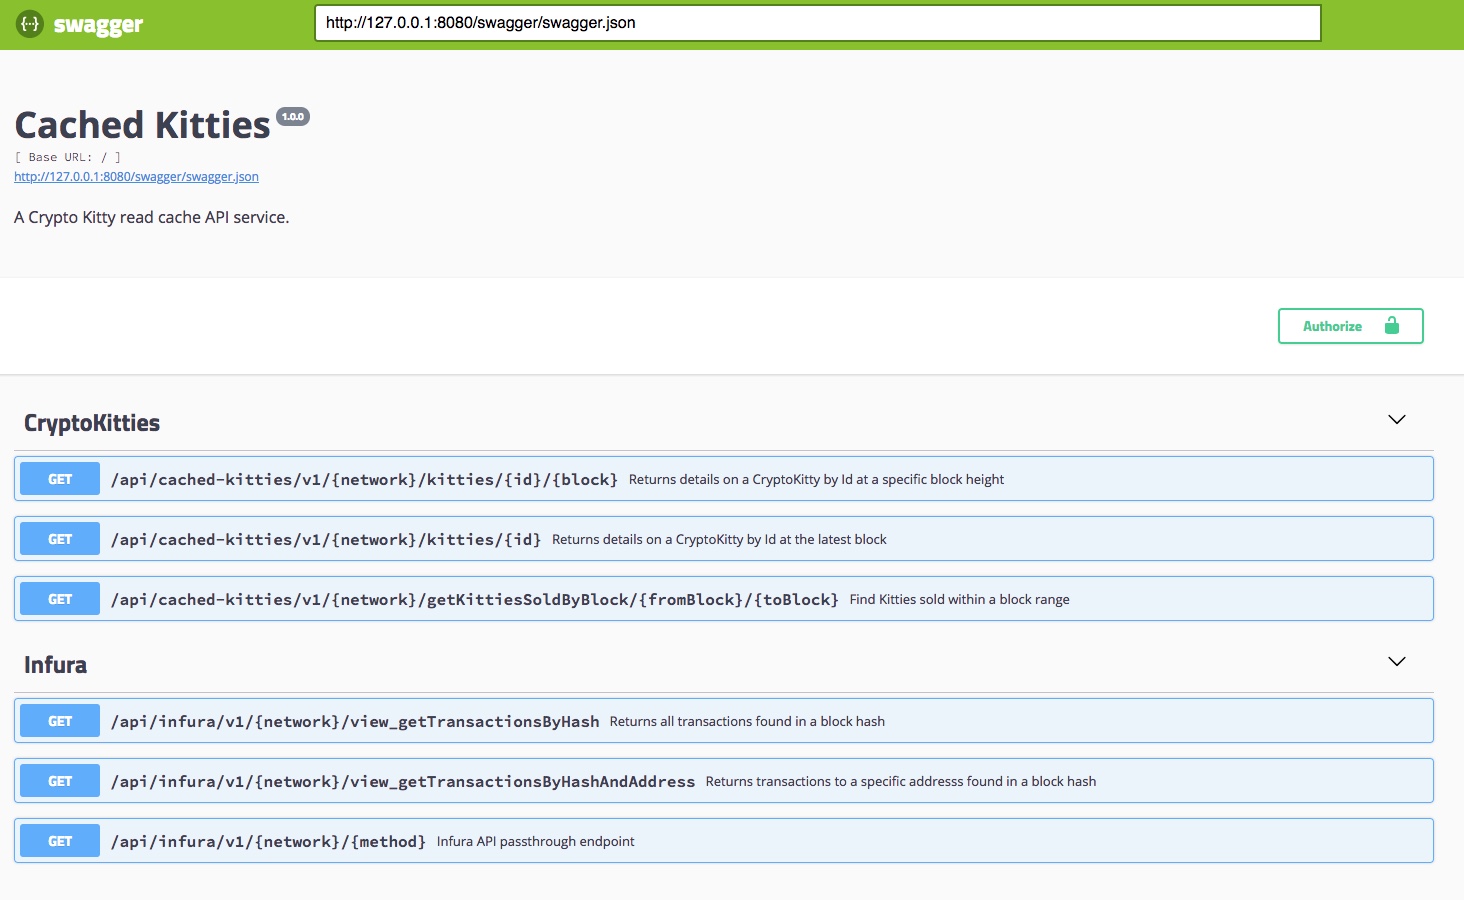 {···} swagger
http://127.0.0.1:8080/swagger/swagger.json
Cached Kitties 1.0.0
[ Base URL: / ]
http://127.0.0.1:8080/swagger/swagger.json
A Crypto Kitty read cache API service.
Authorize
CryptoKitties
GET /api/cached-kitties/v1/{network}/kitties/{id}/{block} Returns details on a CryptoKitty by Id at a specific block height
GET /api/cached-kitties/v1/{network}/kitties/{id} Returns details on a CryptoKitty by Id at the latest block
GET /api/cached-kitties/v1/{network}/getKittiesSoldByBlock/{fromBlock}/{toBlock} Find Kitties sold within a block range
Infura
GET /api/infura/v1/{network}/view_getTransactionsByHash Returns all transactions found in a block hash
GET /api/infura/v1/{network}/view_getTransactionsByHashAndAddress Returns transactions to a specific addresss found in a block hash
GET /api/infura/v1/{network}/{method} Infura API passthrough endpoint